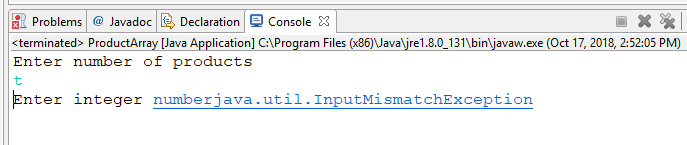 Problems @ Javadoc Declaration Console
<terminated> ProductArray [Java Application] C:\Program Files (x86)\Java\jre1.8.0_131\bin\javaw.exe (Oct 17, 2018, 2:52:05 PM)
Enter number of products
t
Enter integer numberjava.util.InputMismatchException